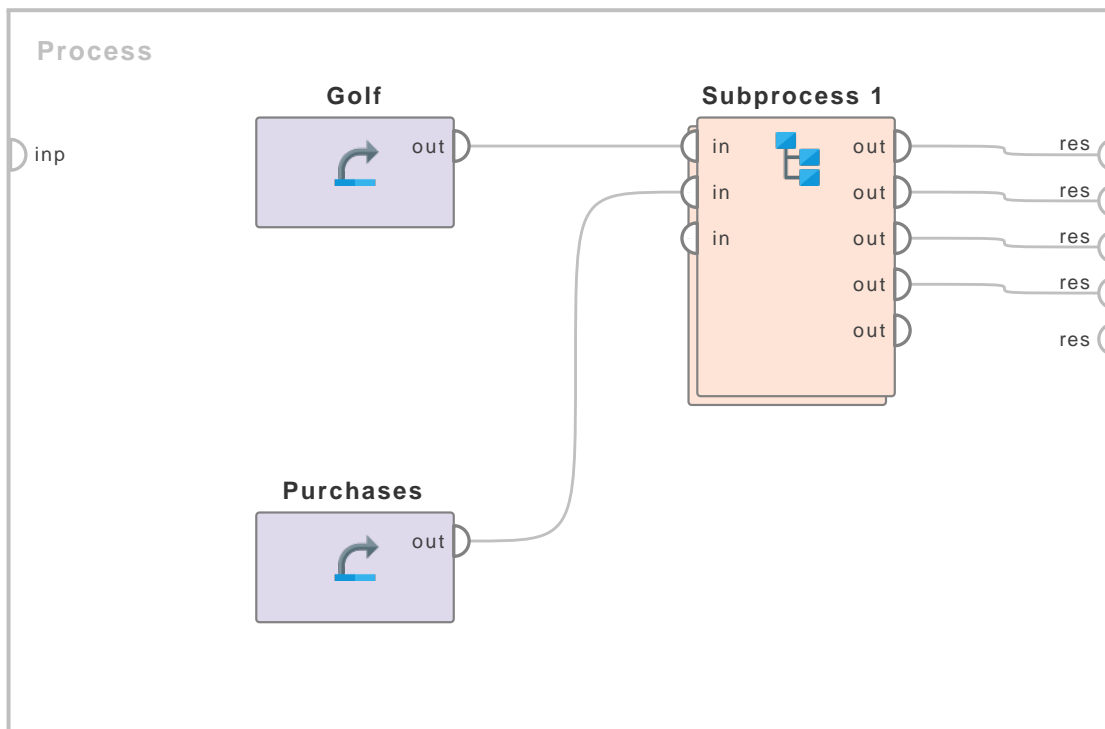 Process
Golf
Subprocess 1
out
in
out
res
inp
in
out
res
in
out
res
out
res
out
res
Purchases
out